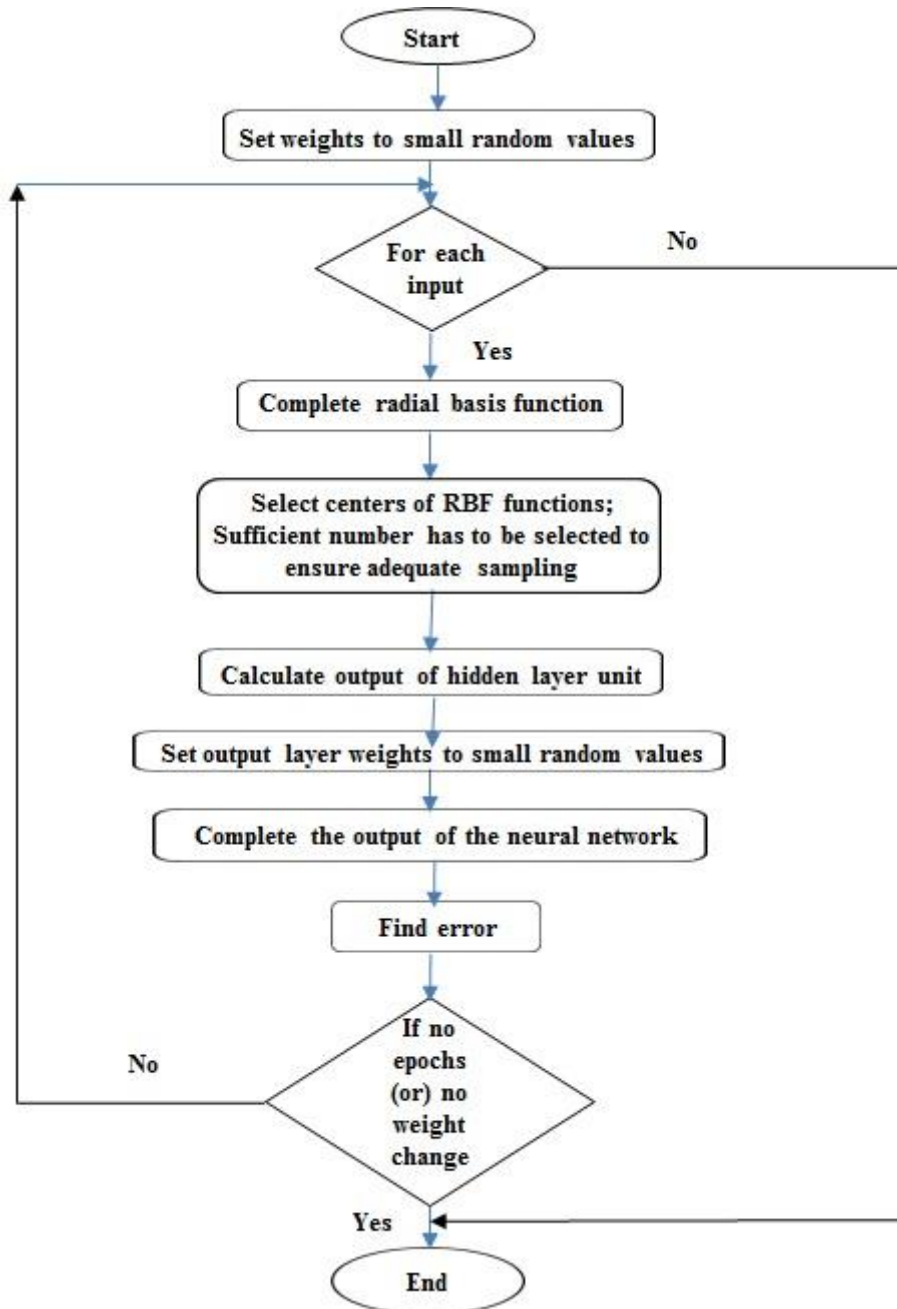 Start
Set weights to small random values
For each
input
No
Yes
Complete radial basis function
Select centers of RBF functions;
Sufficient number has to be selected to
ensure adequate sampling
Calculate output of hidden layer unit
Set output layer weights to small random values
Complete the output of the neural network
Find error
If no
epochs
(or) no
weight
change
No
Yes
End